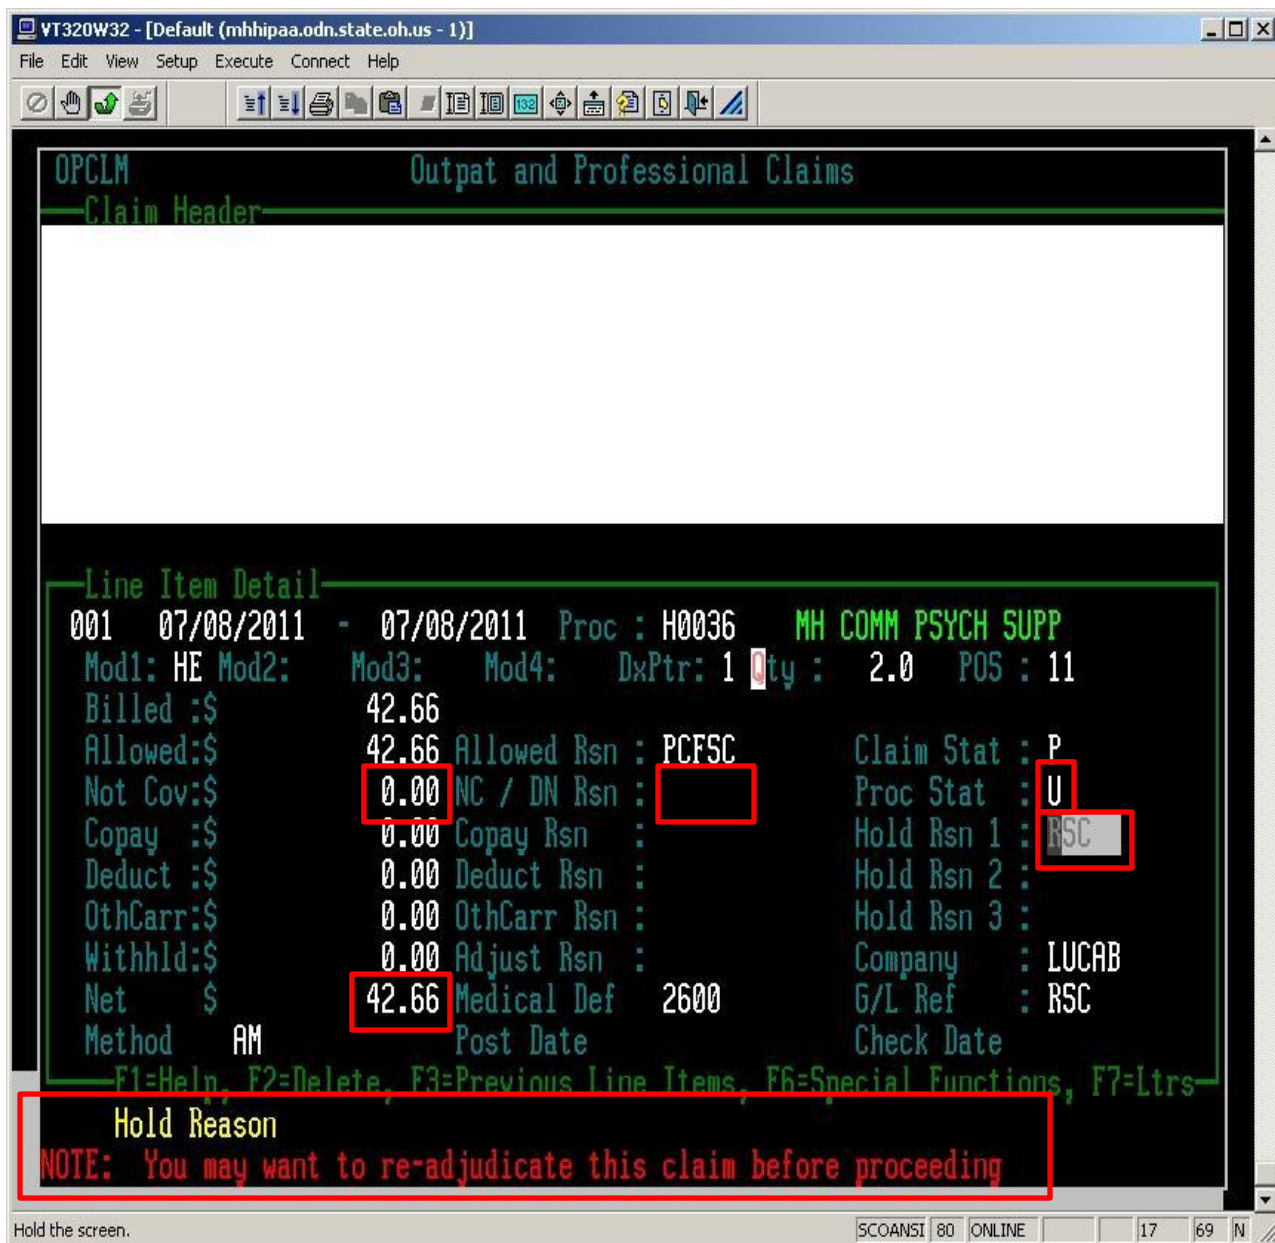 VT320W32 - [Default (mhhipaa.odn.state.oh.us - 1)]
File Edit View Setup Execute Connect Help
132
OPCLM Outpat and Professional Claims
Claim Header
Line Item Detail
001 07/08/2011 - 07/08/2011 Proc : H0036 MH COMM PSYCH SUPP
Mod1: HE Mod2: Mod3: Mod4: DxPtr: 1 Qty : 2.0 POS : 11
Billed :$ 42.66
Allowed:$ 42.66 Allowed Rsn : PCFSC Claim Stat : P
Not Cov:$ 0.00 NC / DN Rsn : Proc Stat : U
Copay :$ 0.00 Copay Rsn : Hold Rsn 1 : RSC
Deduct :$ 0.00 Deduct Rsn : Hold Rsn 2 :
OthCarr:$ 0.00 OthCarr Rsn : Hold Rsn 3 :
Withhld:$ 0.00 Adjust Rsn : Company : LUCAB
Net $ 42.66 Medical Def 2600 G/L Ref : RSC
Method AM Post Date Check Date
F1=Help, F2=Delete, F3=Previous Line Items, F6=Special Functions, F7=Ltrs
Hold Reason
NOTE: You may want to re-adjudicate this claim before proceeding
Hold the screen. SCOANSI 80 ONLINE 17 69 N